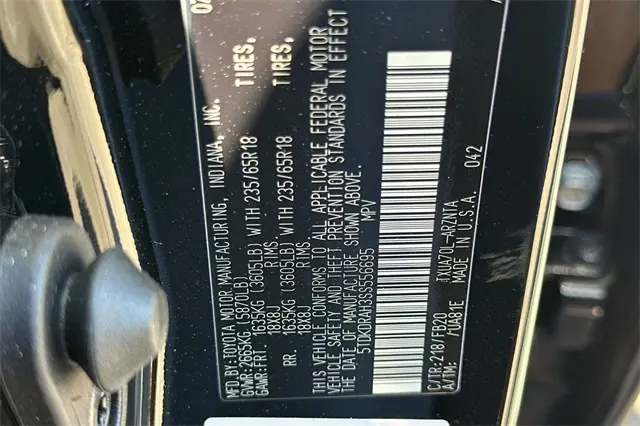 MFD.BY:TOYOTA MOTOR MANUFACTURING, INDIANA, INC.
GVWR:2665KG (5870LB)
GAWR:FRT. 1635KG (3605LB) WITH 235/65R18 TIRES,
18X8J RIMS
RR. 1635KG (3605LB) WITH 235/65R18 TIRES,
18X8J RIMS
THIS VEHICLE CONFORMS TO ALL APPLICABLE FEDERAL MOTOR
VEHICLE SAFETY AND THEFT PREVENTION STANDARDS IN EFFECT
ON THE DATE OF MANUFACTURE SHOWN ABOVE.
5TDKDRAH3SS556695 MPV
C/TR:218/FB20 TXUA70L-ARZNTA 042
A/TM: /UA81E MADE IN U.S.A.